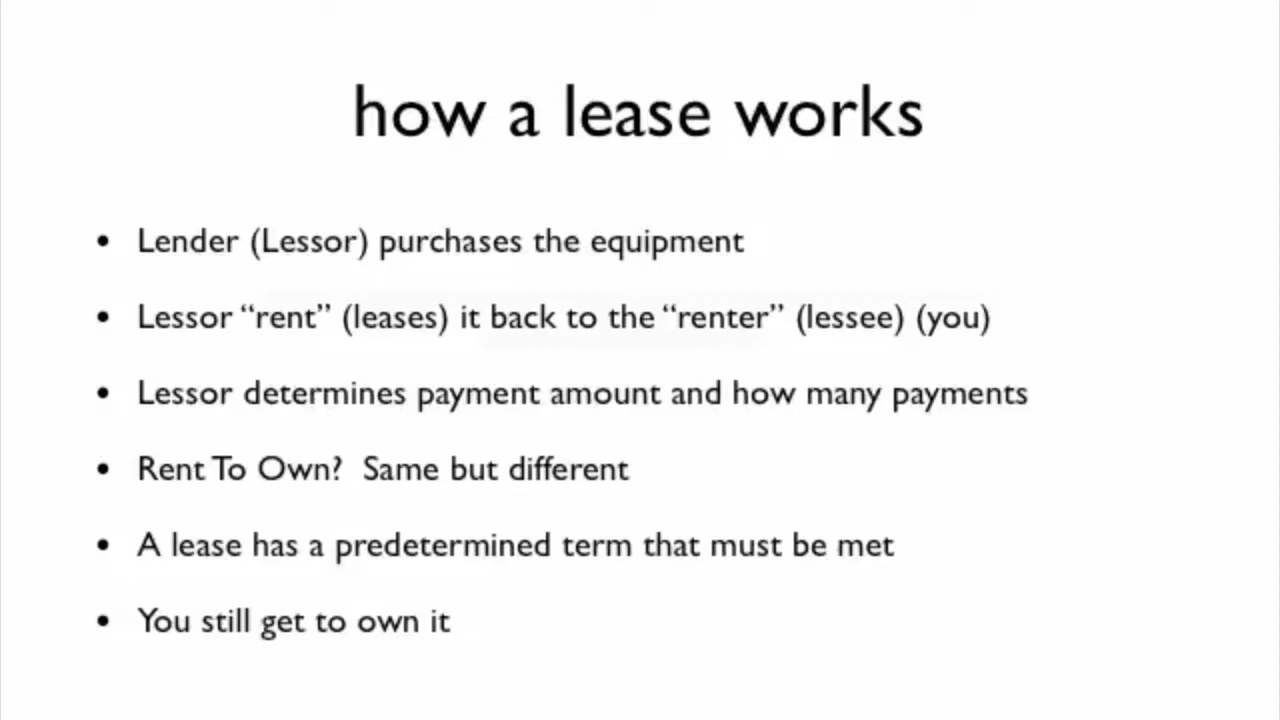 how a lease works
• Lender (Lessor) purchases the equipment
• Lessor “rent” (leases) it back to the “renter” (lessee) (you)
• Lessor determines payment amount and how many payments
• Rent To Own?  Same but different
• A lease has a predetermined term that must be met
• You still get to own it